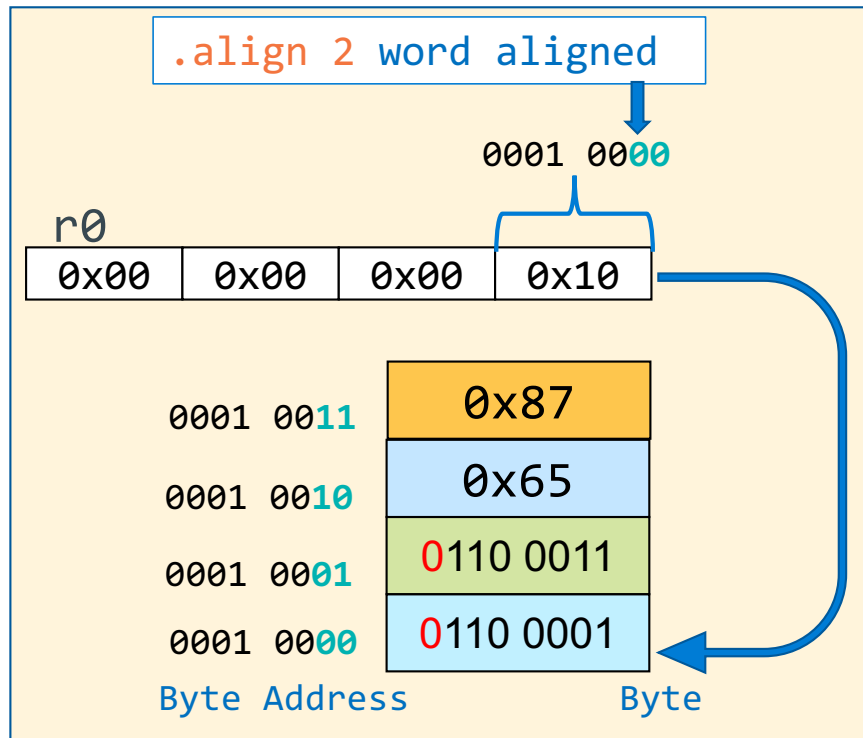 .align 2 word aligned
0001 0000
r0
0x00 0x00 0x00 0x10
0001 0011 0x87
0001 0010 0x65
0001 0001 0110 0011
0001 0000 0110 0001
Byte Address Byte